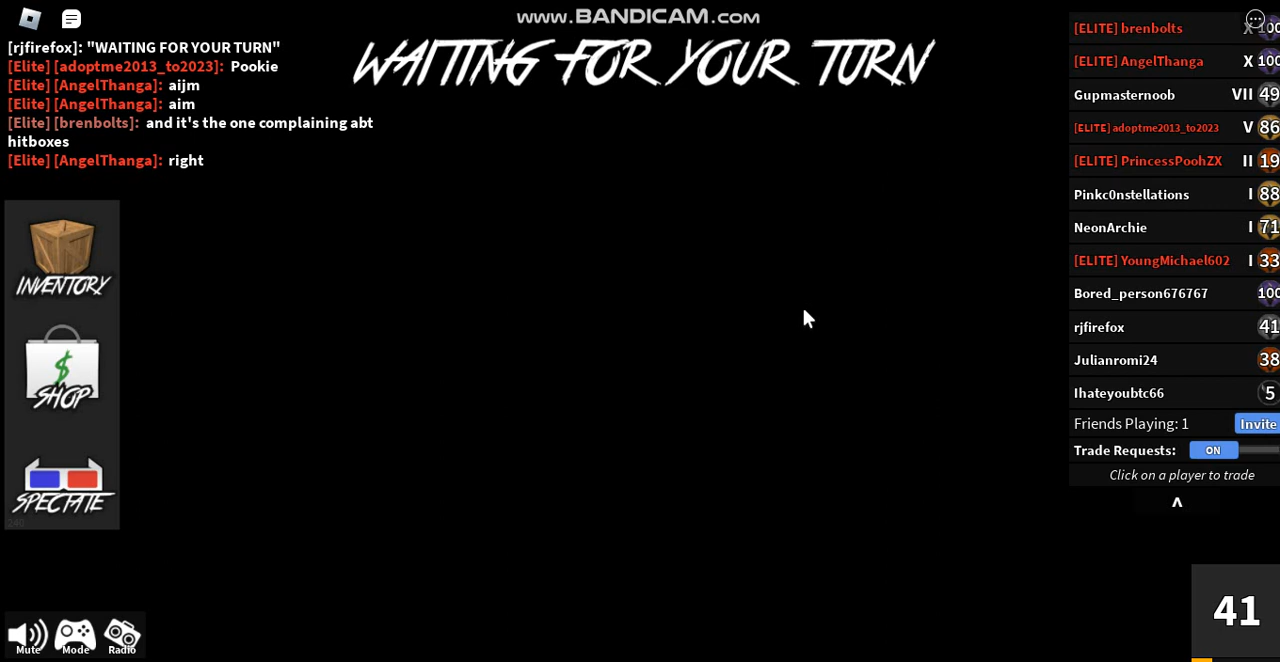 www.BANDICAM.com
WAITING FOR YOUR TURN
[rjfirefox]: "WAITING FOR YOUR TURN"
[Elite] [adoptme2013_to2023]: Pookie
[Elite] [AngelThanga]: aijm
[Elite] [AngelThanga]: aim
[Elite] [brenbolts]: and it's the one complaining abt
hitboxes
[Elite] [AngelThanga]: right
INVENTORY
SHOP
SPECTATE
240
Mute Mode Radio
[ELITE] brenbolts X 100
[ELITE] AngelThanga X 100
Gupmasternoob VII 49
[ELITE] adoptme2013_to2023 V 86
[ELITE] PrincessPoohZX II 19
Pinkc0nstellations I 88
NeonArchie I 71
[ELITE] YoungMichael602 I 33
Bored_person676767 100
rjfirefox 41
Julianromi24 38
Ihateyoubtc66 5
Friends Playing: 1 Invite
Trade Requests: ON
Click on a player to trade
^
41